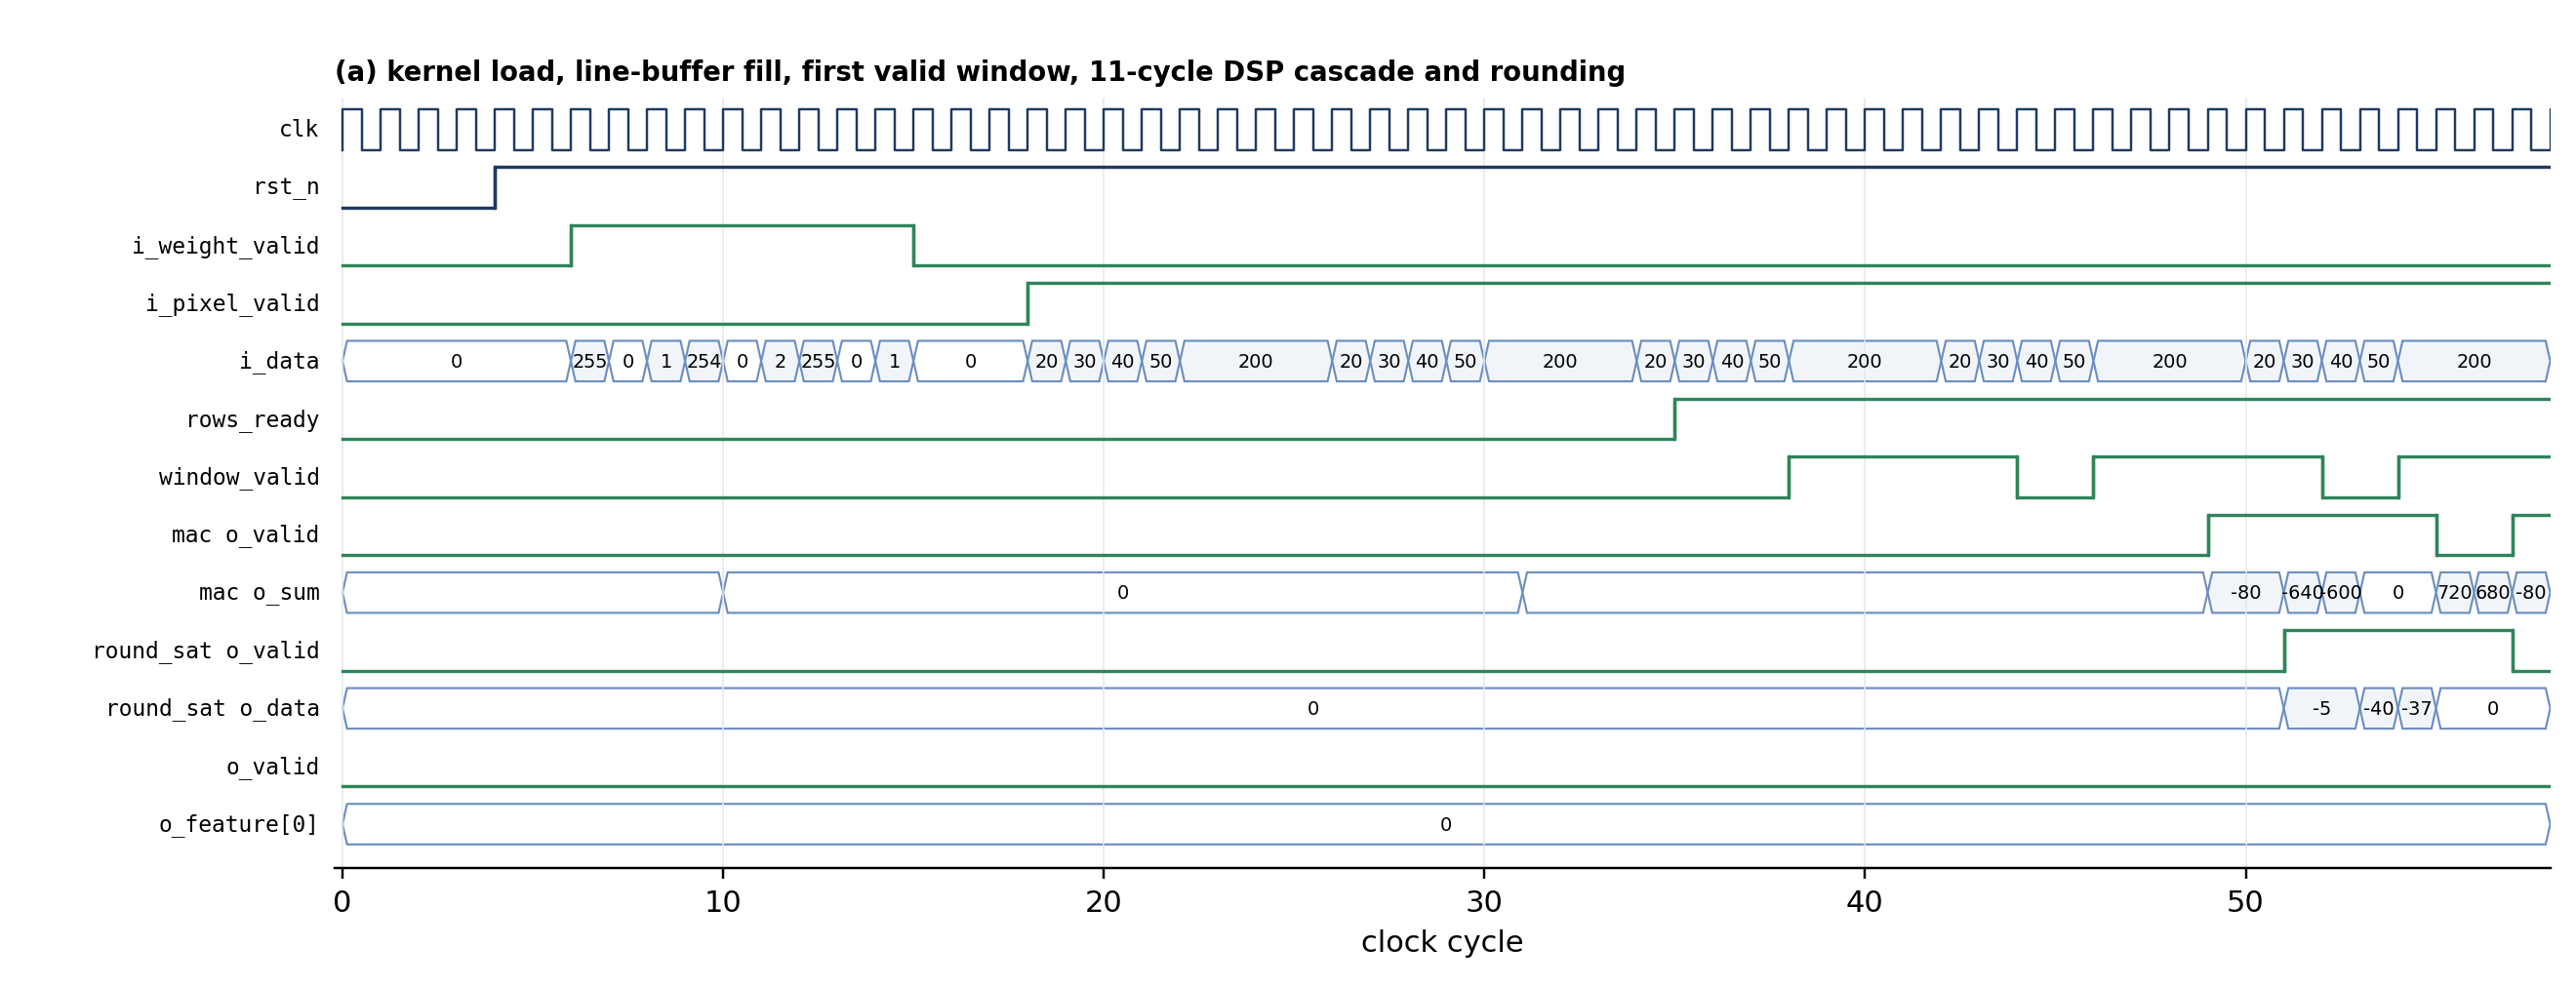 (a) kernel load, line-buffer fill, first valid window, 11-cycle DSP cascade and rounding
clk
rst_n
i_weight_valid
i_pixel_valid
i_data 0 255 0 1 254 0 2 255 0 1 0 20 30 40 50 200 20 30 40 50 200 20 30 40 50 200 20 30 40 50 200 20 30 40 50 200
rows_ready
window_valid
mac o_valid
mac o_sum 0 -80 -640 -600 0 720 680 -80
round_sat o_valid
round_sat o_data 0 -5 -40 -37 0
o_valid
o_feature[0] 0
0 10 20 30 40 50
clock cycle